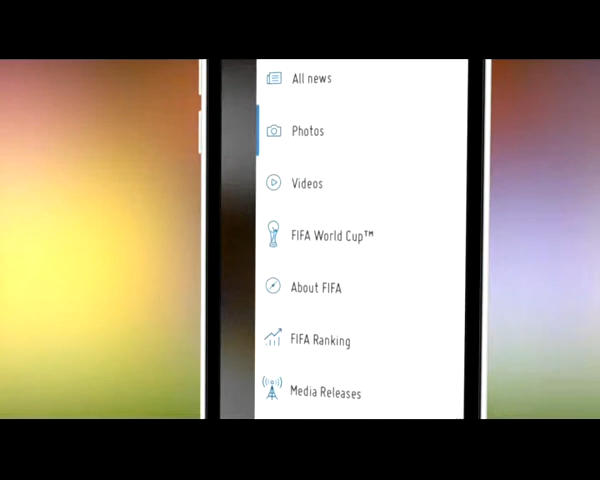 All news
Photos
Videos
FIFA World Cup™
About FIFA
FIFA Ranking
Media Releases